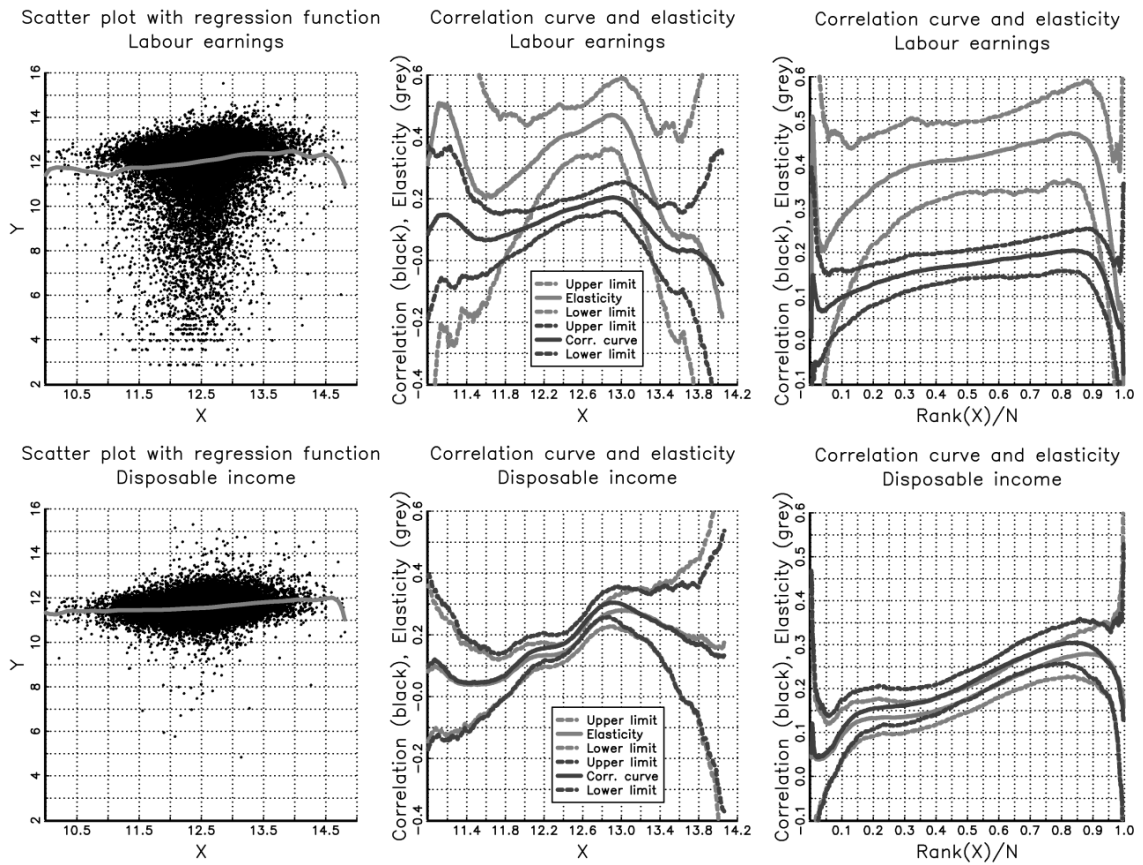 Scatter plot with regression function
Labour earnings
Y
16
14
12
10
8
6
4
2
10.5
11.5
12.5
13.5
14.5
X
Correlation curve and elasticity
Labour earnings
Correlation (black), Elasticity (grey)
0.6
0.4
0.2
-0.0
-0.2
-0.4
Upper limit
Elasticity
Lower limit
Upper limit
Corr. curve
Lower limit
11.4
11.8
12.2
12.6
13.0
13.4
13.8
14.2
X
Correlation curve and elasticity
Labour earnings
Correlation (black), Elasticity (grey)
0.6
0.5
0.4
0.3
0.2
0.1
0.0
-0.1
0.1
0.2
0.3
0.4
0.5
0.6
0.7
0.8
0.9
1.0
Rank(X)/N
Scatter plot with regression function
Disposable income
Y
16
14
12
10
8
6
4
2
10.5
11.5
12.5
13.5
14.5
X
Correlation curve and elasticity
Disposable income
Correlation (black), Elasticity (grey)
0.6
0.4
0.2
-0.0
-0.2
-0.4
Upper limit
Elasticity
Lower limit
Upper limit
Corr. curve
Lower limit
11.4
11.8
12.2
12.6
13.0
13.4
13.8
14.2
X
Correlation curve and elasticity
Disposable income
Correlation (black), Elasticity (grey)
0.6
0.5
0.4
0.3
0.2
0.1
0.0
-0.1
0.1
0.2
0.3
0.4
0.5
0.6
0.7
0.8
0.9
1.0
Rank(X)/N